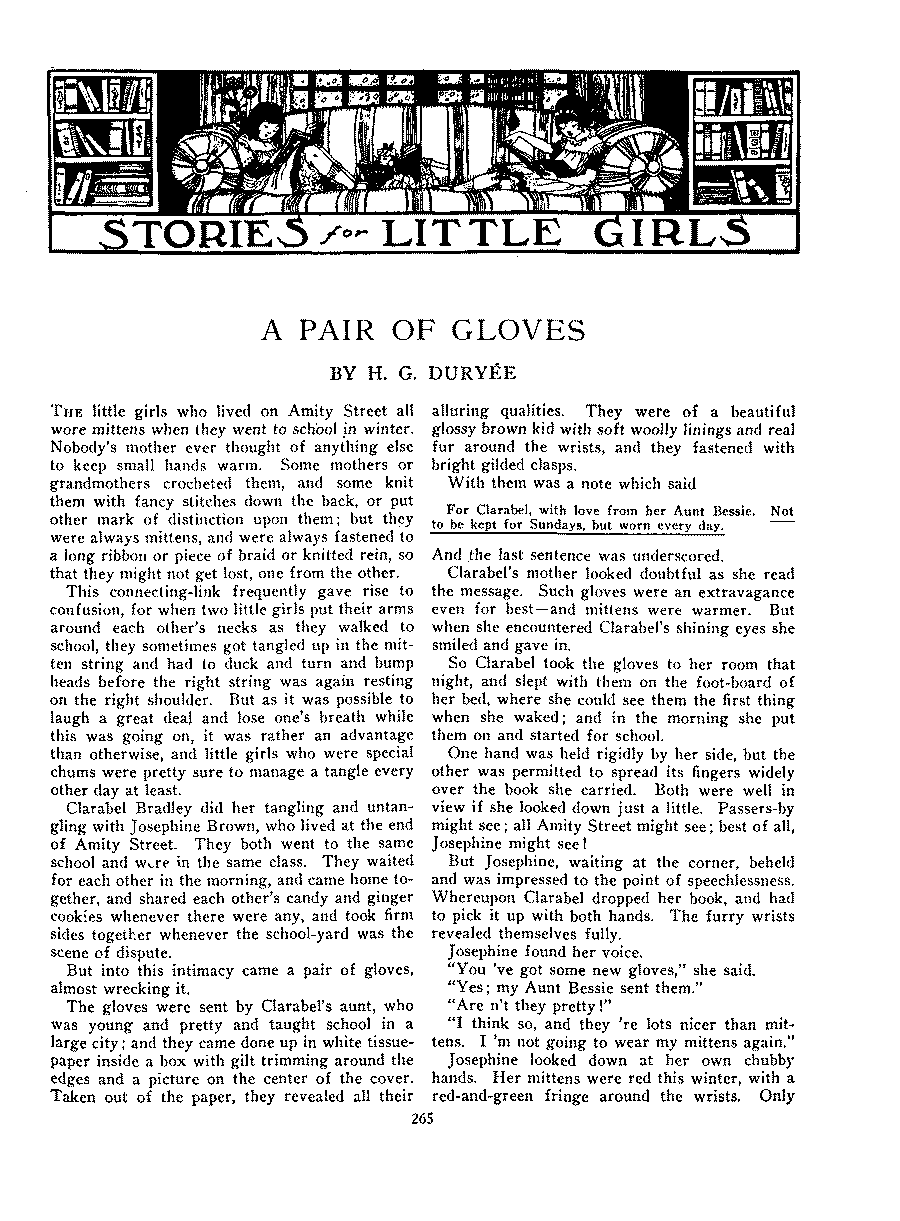 STORIES for LITTLE GIRLS
A PAIR OF GLOVES
BY H. G. DURYÉE
THE little girls who lived on Amity Street all
wore mittens when they went to school in winter.
Nobody's mother ever thought of anything else
to keep small hands warm. Some mothers or
grandmothers crocheted them, and some knit
them with fancy stitches down the back, or put
other mark of distinction upon them; but they
were always mittens, and were always fastened to
a long ribbon or piece of braid or knitted rein, so
that they might not get lost, one from the other.
This connecting-link frequently gave rise to
confusion, for when two little girls put their arms
around each other's necks as they walked to
school, they sometimes got tangled up in the mit-
ten string and had to duck and turn and bump
heads before the right string was again resting
on the right shoulder. But as it was possible to
laugh a great deal and lose one's breath while
this was going on, it was rather an advantage
than otherwise, and little girls who were special
chums were pretty sure to manage a tangle every
other day at least.
Clarabel Bradley did her tangling and untan-
gling with Josephine Brown, who lived at the end
of Amity Street. They both went to the same
school and were in the same class. They waited
for each other in the morning, and came home to-
gether, and shared each other's candy and ginger
cookies whenever there were any, and took firm
sides together whenever the school-yard was the
scene of dispute.
But into this intimacy came a pair of gloves,
almost wrecking it.
The gloves were sent by Clarabel's aunt, who
was young and pretty and taught school in a
large city; and they came done up in white tissue-
paper inside a box with gilt trimming around the
edges and a picture on the center of the cover.
Taken out of the paper, they revealed all their
alluring qualities. They were of a beautiful
glossy brown kid with soft woolly linings and real
fur around the wrists, and they fastened with
bright gilded clasps.
With them was a note which said
For Clarabel, with love from her Aunt Bessie. Not
to be kept for Sundays, but worn every day.
And the last sentence was underscored.
Clarabel's mother looked doubtful as she read
the message. Such gloves were an extravagance
even for best—and mittens were warmer. But
when she encountered Clarabel's shining eyes she
smiled and gave in.
So Clarabel took the gloves to her room that
night, and slept with them on the foot-board of
her bed, where she could see them the first thing
when she waked; and in the morning she put
them on and started for school.
One hand was held rigidly by her side, but the
other was permitted to spread its fingers widely
over the book she carried. Both were well in
view if she looked down just a little. Passers-by
might see; all Amity Street might see; best of all,
Josephine might see!
But Josephine, waiting at the corner, beheld
and was impressed to the point of speechlessness.
Whereupon Clarabel dropped her book, and had
to pick it up with both hands. The furry wrists
revealed themselves fully.
Josephine found her voice.
"You 've got some new gloves," she said.
"Yes; my Aunt Bessie sent them."
"Are n't they pretty!"
"I think so, and they 're lots nicer than mit-
tens. I 'm not going to wear my mittens again."
Josephine looked down at her own chubby
hands. Her mittens were red this winter, with a
red-and-green fringe around the wrists. Only
265